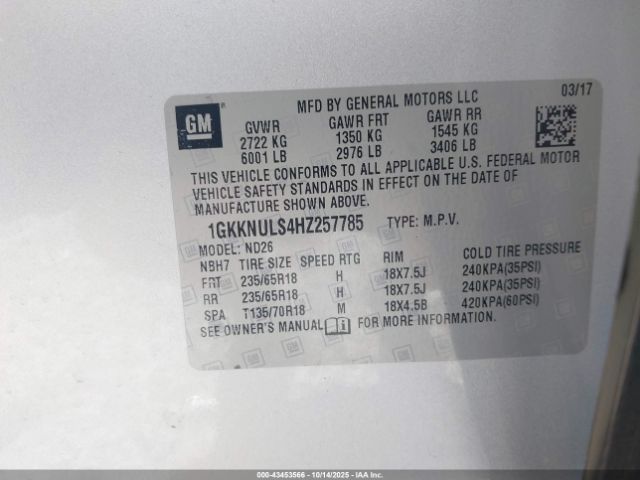 MFD BY GENERAL MOTORS LLC 03/17
GM
GVWR GAWR FRT GAWR RR
2722 KG 1350 KG 1545 KG
6001 LB 2976 LB 3406 LB
THIS VEHICLE CONFORMS TO ALL APPLICABLE U.S. FEDERAL MOTOR
VEHICLE SAFETY STANDARDS IN EFFECT ON THE DATE OF
MANUFACTURE SHOWN ABOVE.
1GKKNULS4HZ257785 TYPE: M.P.V.
MODEL: ND26
NBH7 TIRE SIZE SPEED RTG RIM COLD TIRE PRESSURE
FRT 235/65R18 H 18X7.5J 240KPA(35PSI)
RR 235/65R18 H 18X7.5J 240KPA(35PSI)
SP T135/70R18 M 18X4.5B 420KPA(60PSI)
SEE OWNER'S MANUAL FOR MORE INFORMATION.
000-43453566 - 10/14/2025 - IAAI.COM